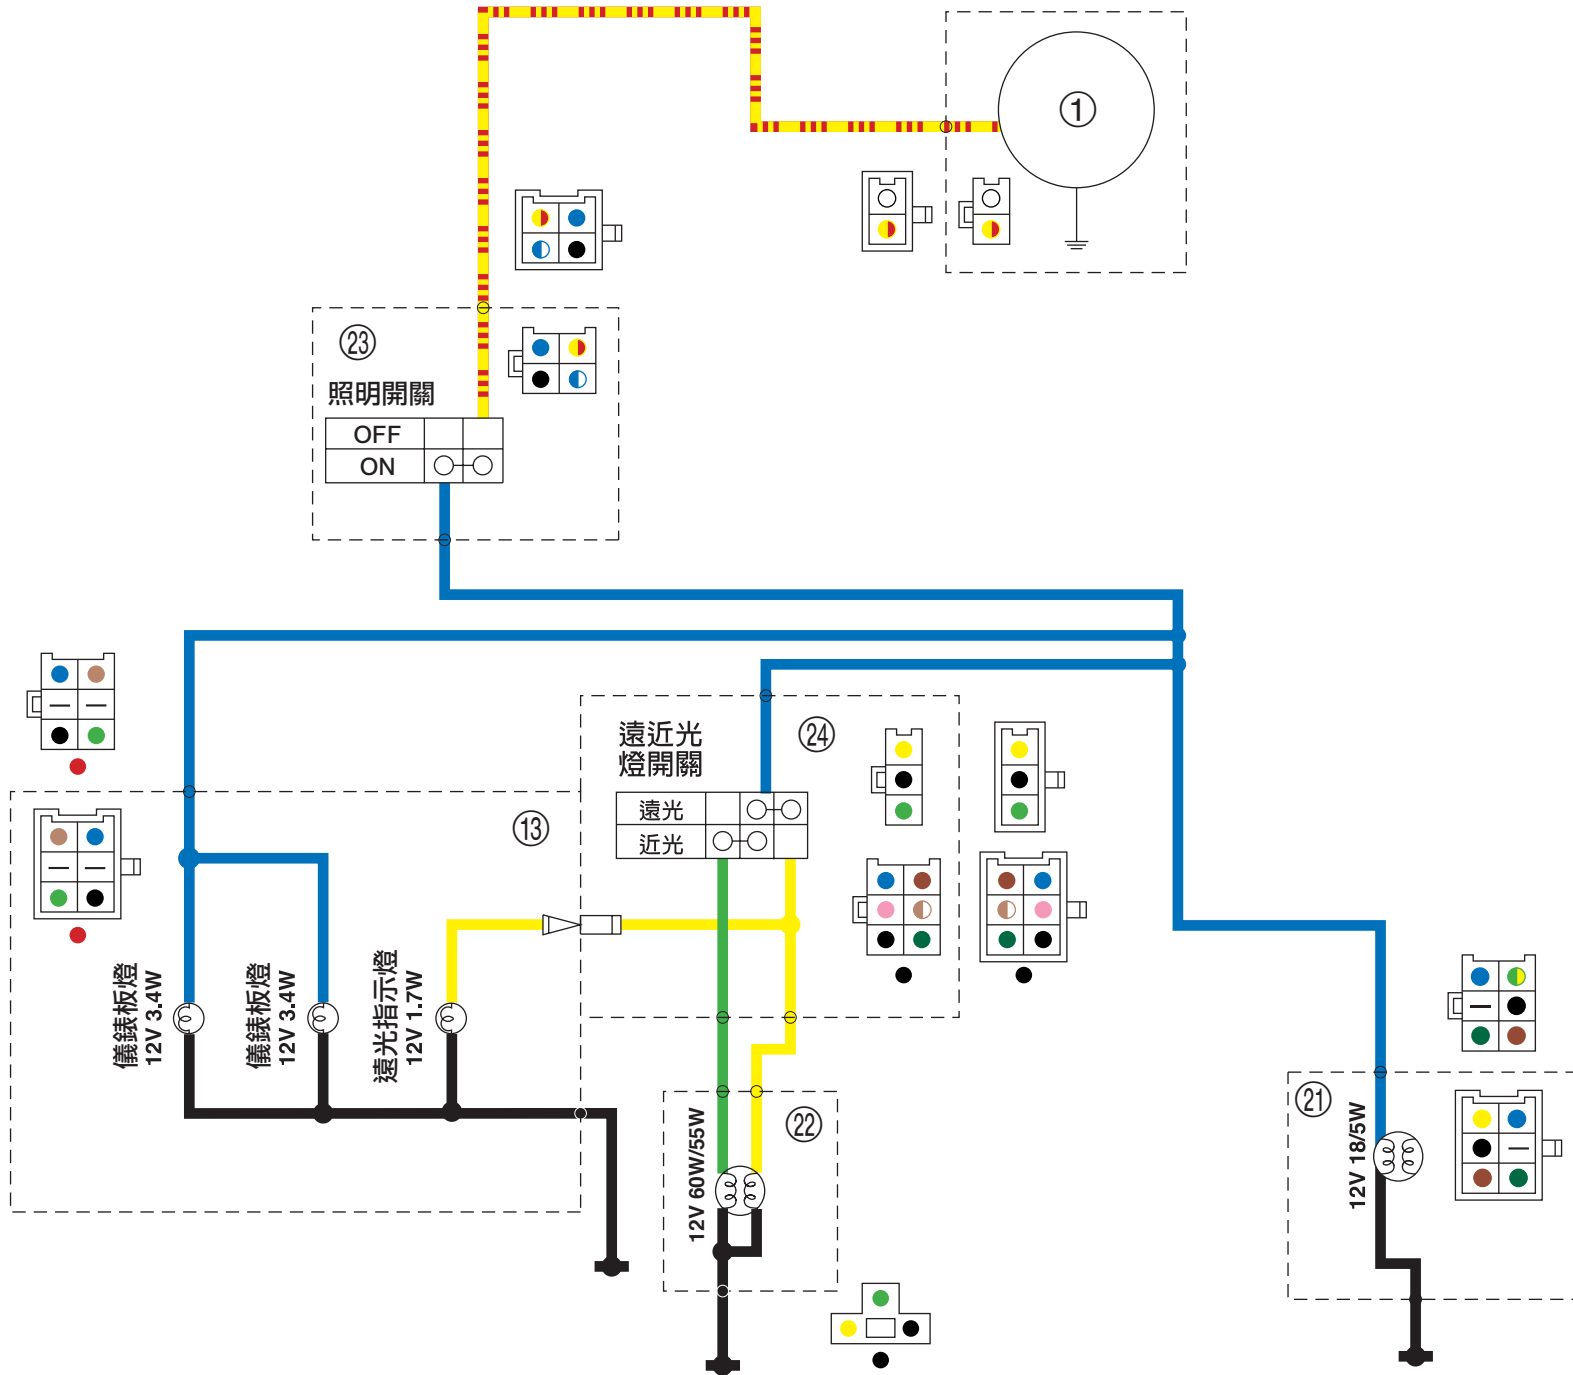 ①
㉓
照明開關
OFF
ON
遠近光
燈開關
㉔
遠光
近光
⑬
儀錶板燈
12V 3.4W
儀錶板燈
12V 3.4W
遠光指示燈
12V 1.7W
㉒
12V 60W/55W
㉑
12V 18/5W